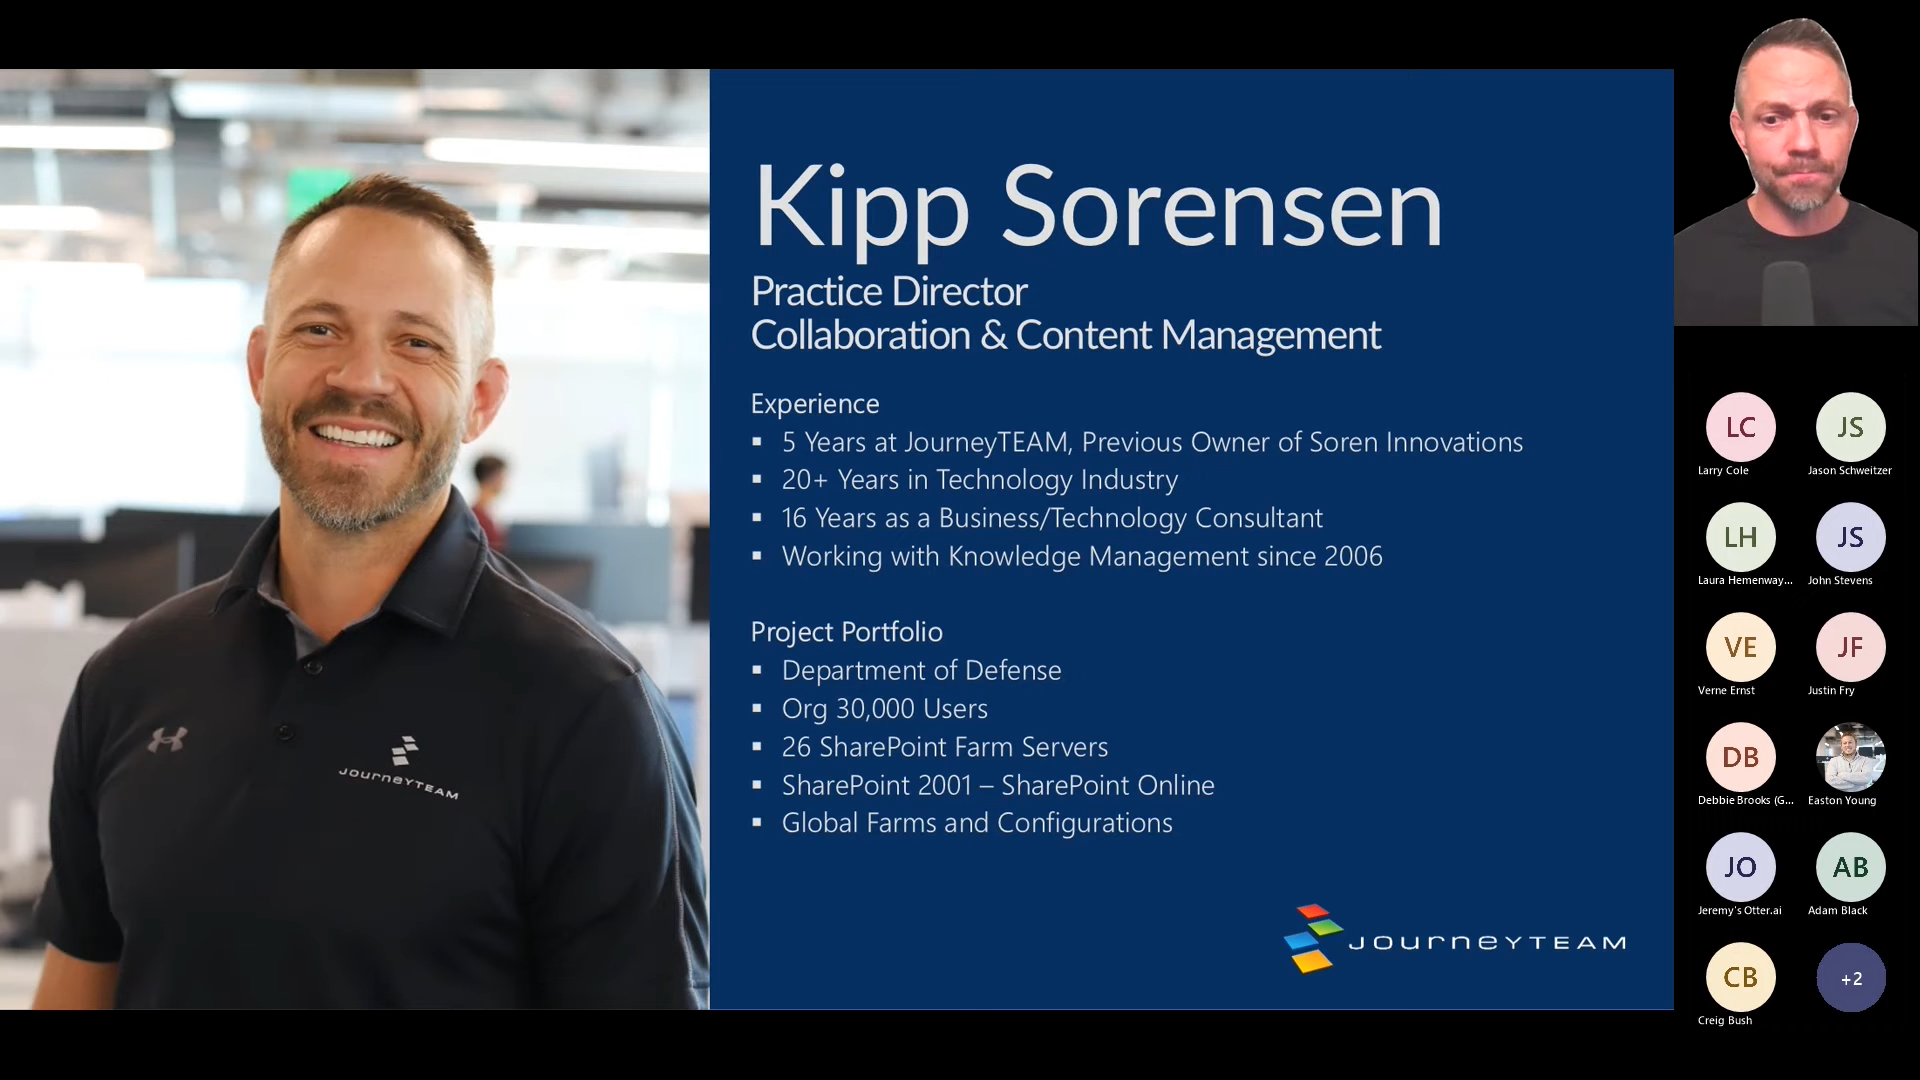 Kipp Sorensen
Practice Director
Collaboration & Content Management
Experience
▪ 5 Years at JourneyTEAM, Previous Owner of Soren Innovations
▪ 20+ Years in Technology Industry
▪ 16 Years as a Business/Technology Consultant
▪ Working with Knowledge Management since 2006
Project Portfolio
▪ Department of Defense
▪ Org 30,000 Users
▪ 26 SharePoint Farm Servers
▪ SharePoint 2001 – SharePoint Online
▪ Global Farms and Configurations
JOURNEYTEAM
JOURNEYTEAM
LC JS
Larry Cole Jason Schweitzer
LH JS
Laura Hemenway... John Stevens
VE JF
Verne Ernst Justin Fry
DB
Debbie Brooks (G... Easton Young
JO AB
Jeremy's Otter.ai Adam Black
CB +2
Creig Bush